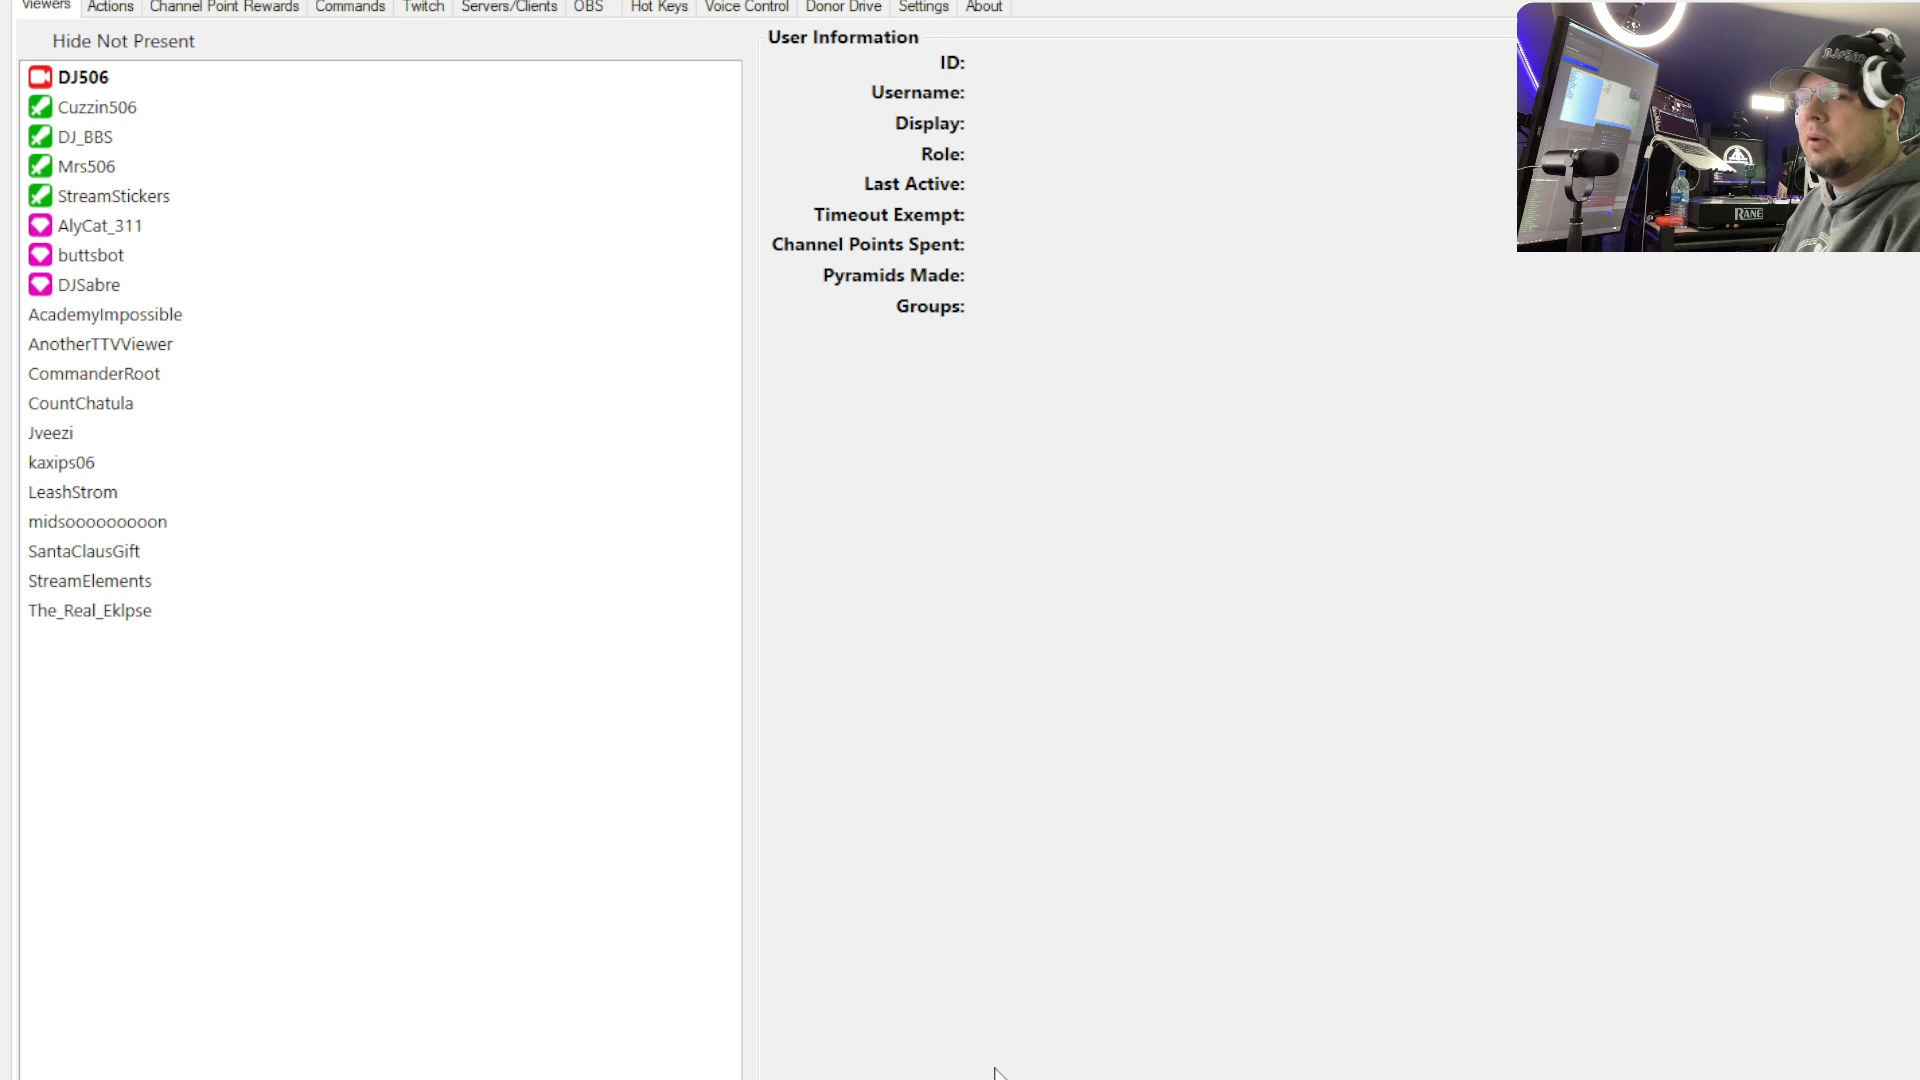 Viewers Actions Channel Point Rewards Commands Twitch Servers/Clients OBS Hot Keys Voice Control Donor Drive Settings About
Hide Not Present
DJ506
Cuzzin506
DJ_BBS
Mrs506
StreamStickers
AlyCat_311
buttsbot
DJSabre
AcademyImpossible
AnotherTTVViewer
CommanderRoot
CountChatula
Jveezi
kaxips06
LeashStrom
midsooooooooon
SantaClausGift
StreamElements
The_Real_Eklpse
User Information
ID:
Username:
Display:
Role:
Last Active:
Timeout Exempt:
Channel Points Spent:
Pyramids Made:
Groups:
DJ506
RANE